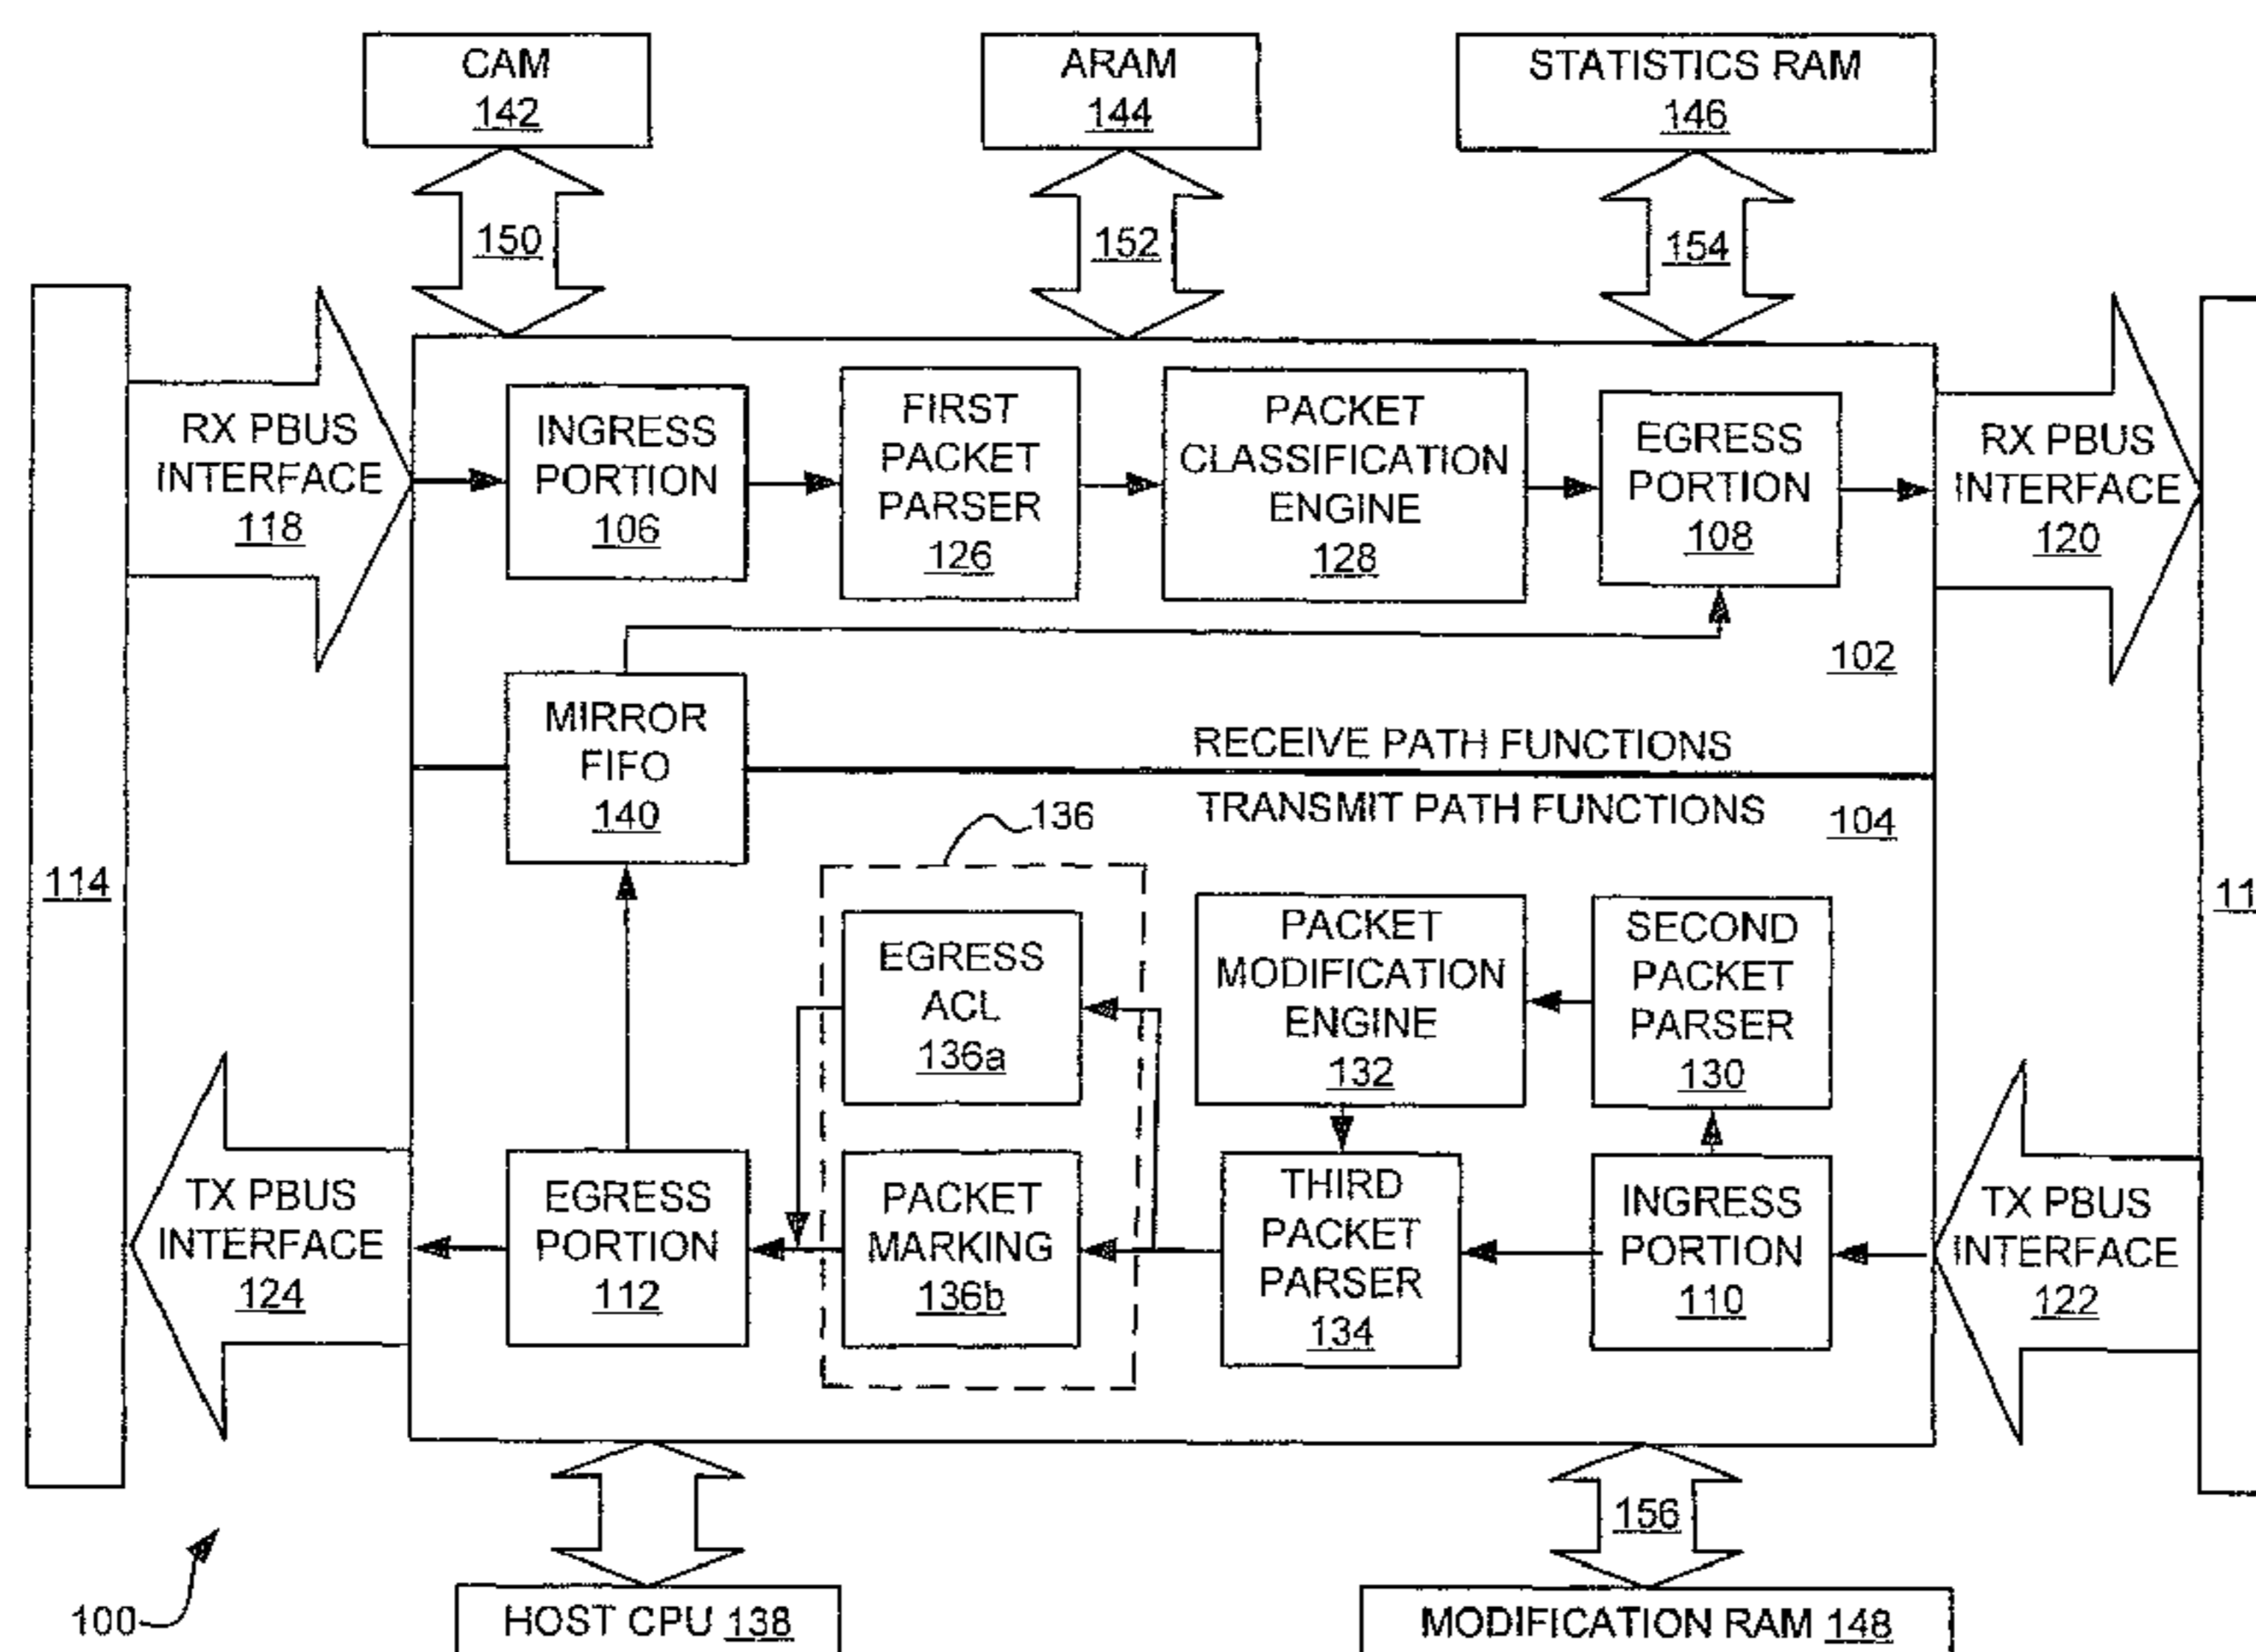 CAM
142
ARAM
144
STATISTICS RAM
146
150
152
154
RX PBUS
INTERFACE
118
INGRESS
PORTION
106
FIRST
PACKET
PARSER
126
PACKET
CLASSIFICATION
ENGINE
128
EGRESS
PORTION
108
RX PBUS
INTERFACE
120
102
MIRROR
FIFO
140
RECEIVE PATH FUNCTIONS
TRANSMIT PATH FUNCTIONS
104
136
114
11
EGRESS
ACL
136a
PACKET
MODIFICATION
ENGINE
132
SECOND
PACKET
PARSER
130
TX PBUS
INTERFACE
124
EGRESS
PORTION
112
PACKET
MARKING
136b
THIRD
PACKET
PARSER
134
INGRESS
PORTION
110
TX PBUS
INTERFACE
122
156
100
HOST CPU 138
MODIFICATION RAM 148